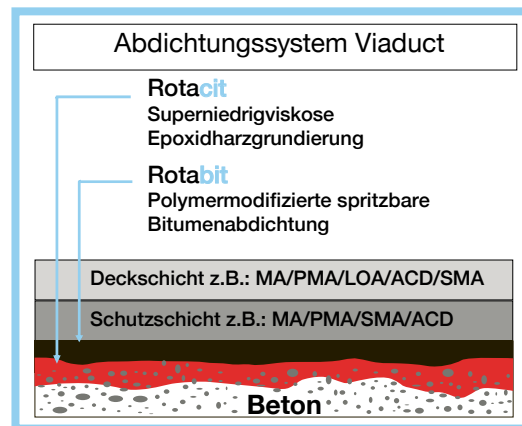 Abdichtungssystem Viaduct
Rotacit
Superniedrigviskose
Epoxidharzgrundierung
Rotabit
Polymermodifizierte spritzbare
Bitumenabdichtung
Deckschicht z.B.: MA/PMA/LOA/ACD/SMA
Schutzschicht z.B.: MA/PMA/SMA/ACD
Beton